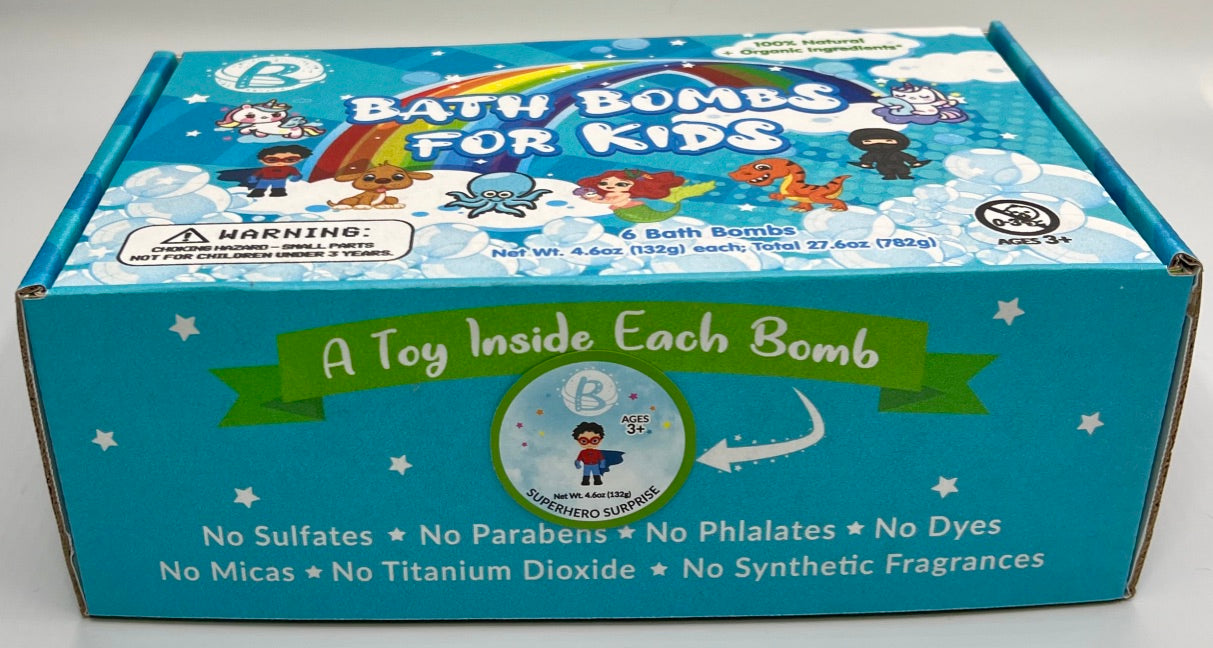 B
100% Natural
+ Organic Ingredients*
BATH BOMBS
FOR KIDS
6 Bath Bombs
Net Wt. 4.6oz (132g) each; Total 27.6oz (782g)
WARNING:
CHOKING HAZARD - SMALL PARTS
NOT FOR CHILDREN UNDER 3 YEARS.
0-3
AGES 3+
A Toy Inside Each Bomb
B
AGES
3+
Net Wt. 4.6oz (132g)
SUPERHERO SURPRISE
No Sulfates ★ No Parabens ★ No Phlalates ★ No Dyes
No Micas ★ No Titanium Dioxide ★ No Synthetic Fragrances